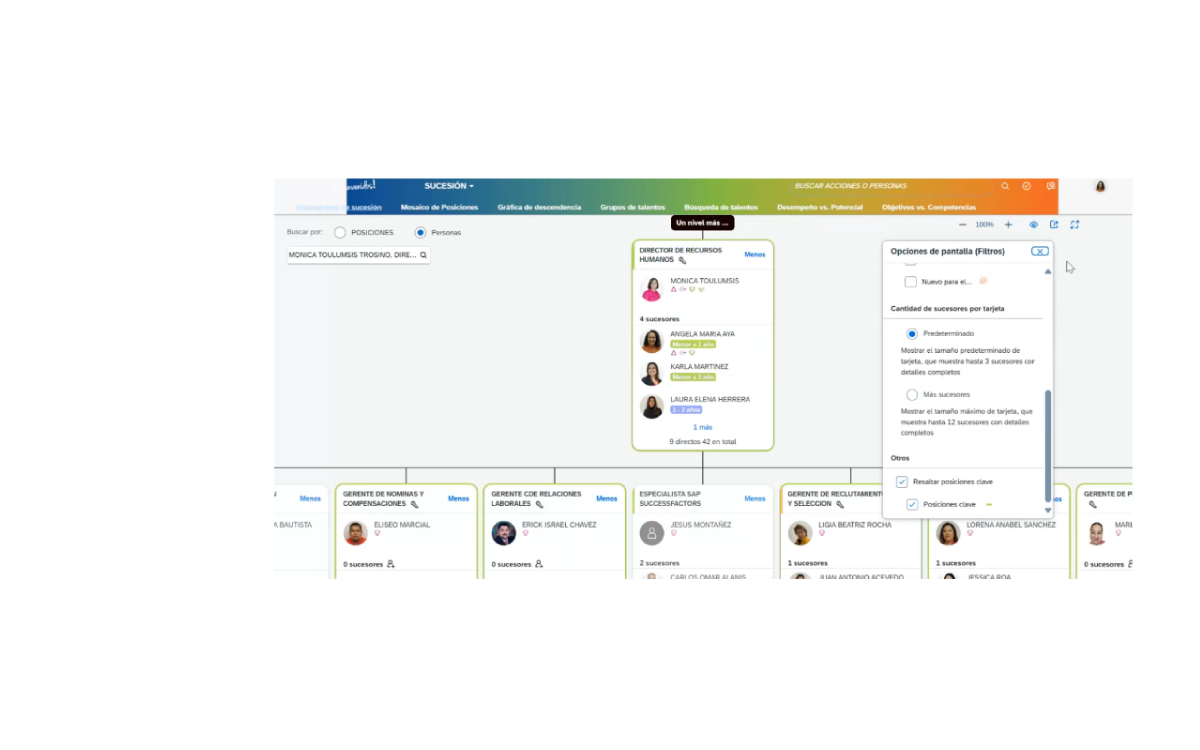 SUCESIÓN
BUSCAR ACCIONES O PERSONAS
sucesión
Mosaico de Posiciones
Gráfica de descendencia
Grupos de talentos
Búsqueda de talentos
Desempeño vs. Potencial
Objetivos vs. Competencias
Un nivel más ...
100%
Buscar por:
POSICIONES
Personas
MONICA TOULUMSIS TROSINO, DIRE...
DIRECTOR DE RECURSOS
HUMANOS
Menos
MONICA TOULUMSIS
4 sucesores
ANGELA MARIA AYA
Menor a 1 año
KARLA MARTINEZ
Menor a 1 año
LAURA ELENA HERRERA
1 - 2 años
1 más
9 directos 42 en total
Opciones de pantalla (Filtros)
Nuevo para el...
Cantidad de sucesores por tarjeta
Predeterminado
Mostrar el tamaño predeterminado de
tarjeta, que muestra hasta 3 sucesores cor
detalles completos
Más sucesores
Mostrar el tamaño máximo de tarjeta, que
muestra hasta 12 sucesores con detalles
completos
Otros
Resaltar posiciones clave
Posiciones clave
Menos
A BAUTISTA
GERENTE DE NOMINAS Y
COMPENSACIONES
Menos
ELISEO MARCIAL
0 sucesores
GERENTE CDE RELACIONES
LABORALES
Menos
ERICK ISRAEL CHAVEZ
0 sucesores
ESPECIALISTA SAP
SUCCESSFACTORS
Menos
JESUS MONTAÑEZ
2 sucesores
CARLOS OMAR ALANIS
GERENTE DE RECLUTAMIENT
Y SELECCION
LIGIA BEATRIZ ROCHA
1 sucesores
JUAN ANTONIO ACEVEDO
os
LORENA ANABEL SANCHEZ
1 sucesores
JESSICA ROA
GERENTE DE P
MARI
0 sucesores